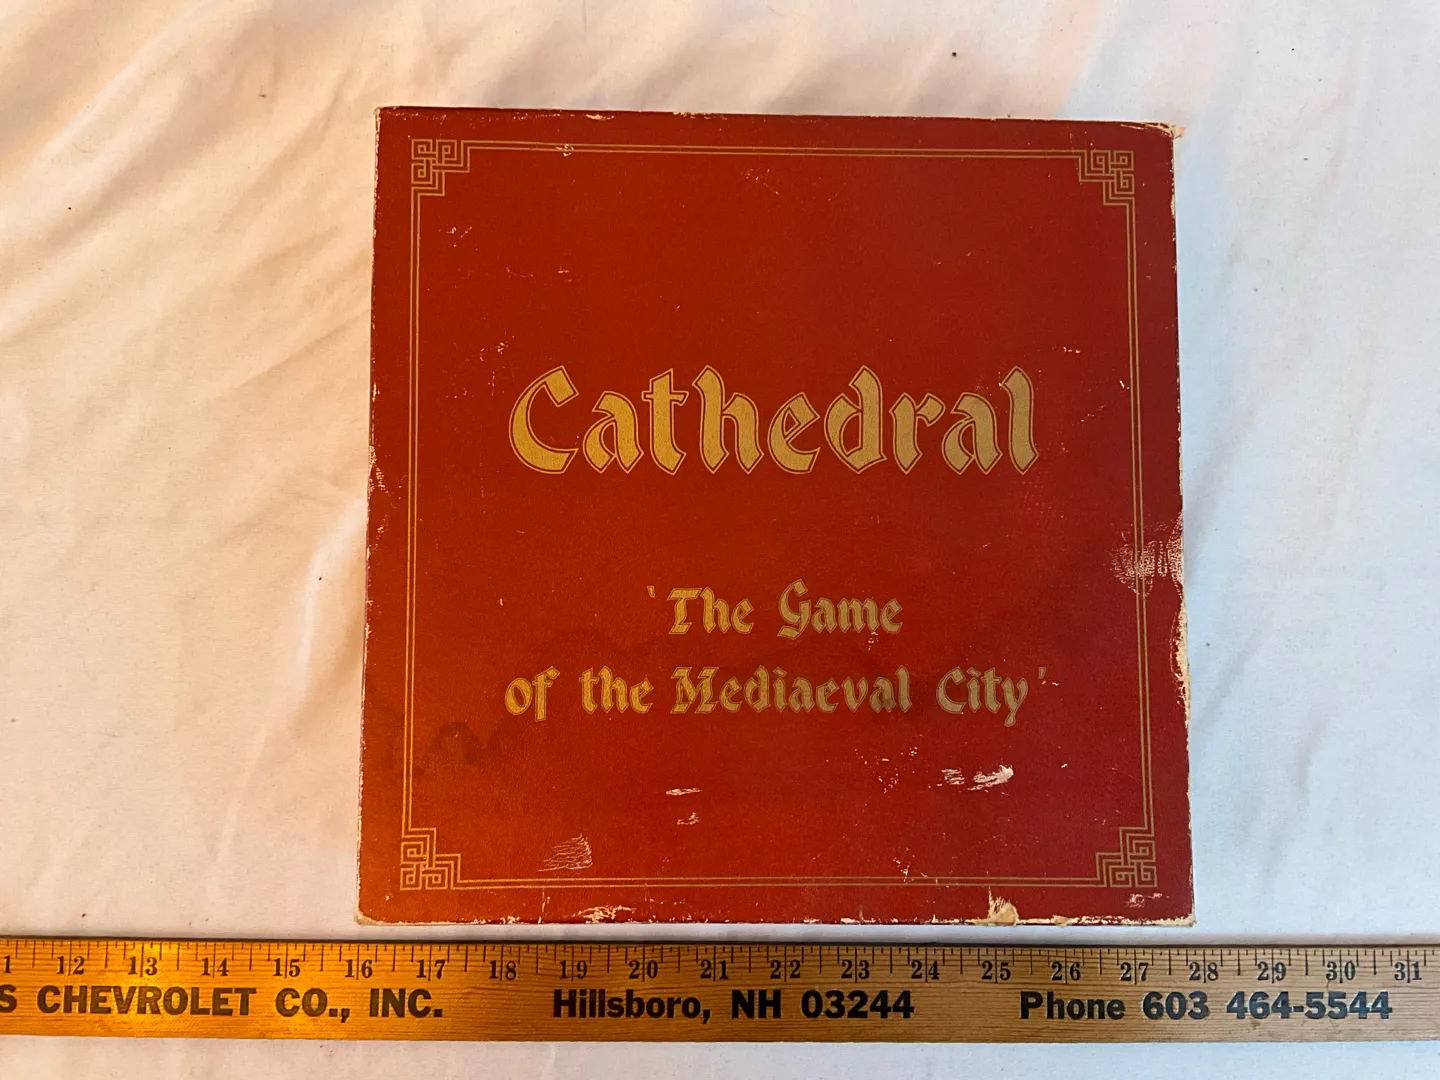 Cathedral
‘The Game
of the Mediaeval City’
1 12 13 14 15 16 17 18 19 20 21 22 23 24 25 26 27 28 29 30 31
S CHEVROLET CO., INC. Hillsboro, NH 03244 Phone 603 464-5544